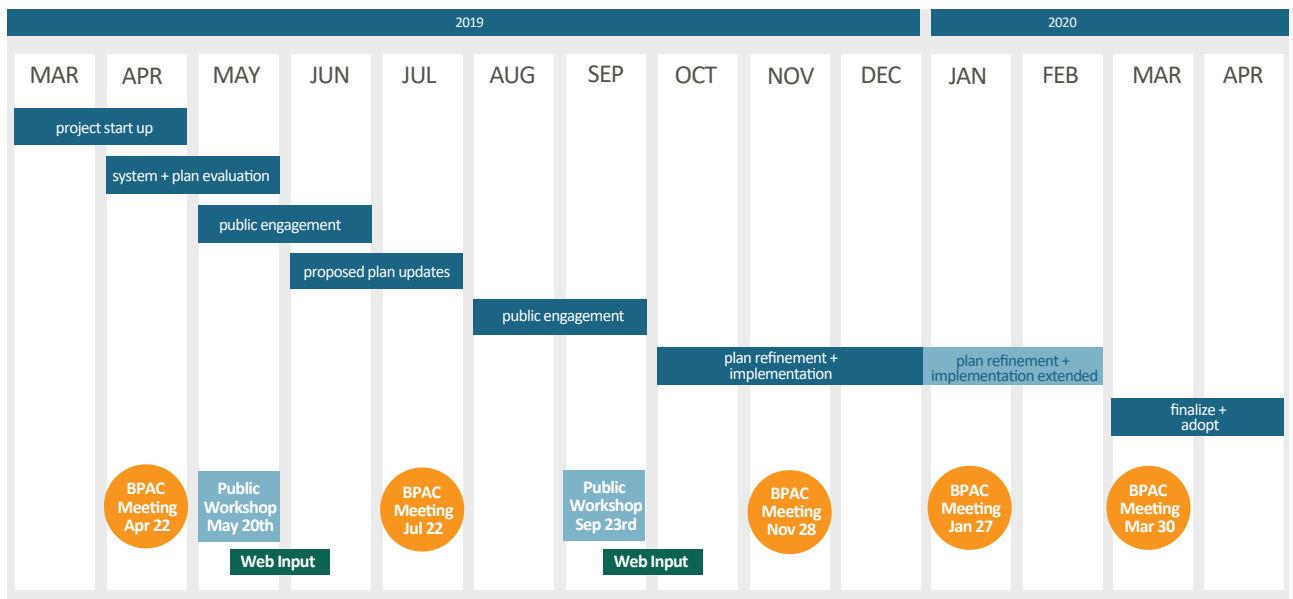 2019
2020
MAR
APR
MAY
JUN
JUL
AUG
SEP
OCT
NOV
DEC
JAN
FEB
MAR
APR
project start up
system + plan evaluation
public engagement
proposed plan updates
public engagement
plan refinement +
implementation
plan refinement +
implementation extended
finalize +
adopt
BPAC
Meeting
Apr 22
Public
Workshop
May 20th
BPAC
Meeting
Jul 22
Public
Workshop
Sep 23rd
BPAC
Meeting
Nov 28
BPAC
Meeting
Jan 27
BPAC
Meeting
Mar 30
Web Input
Web Input